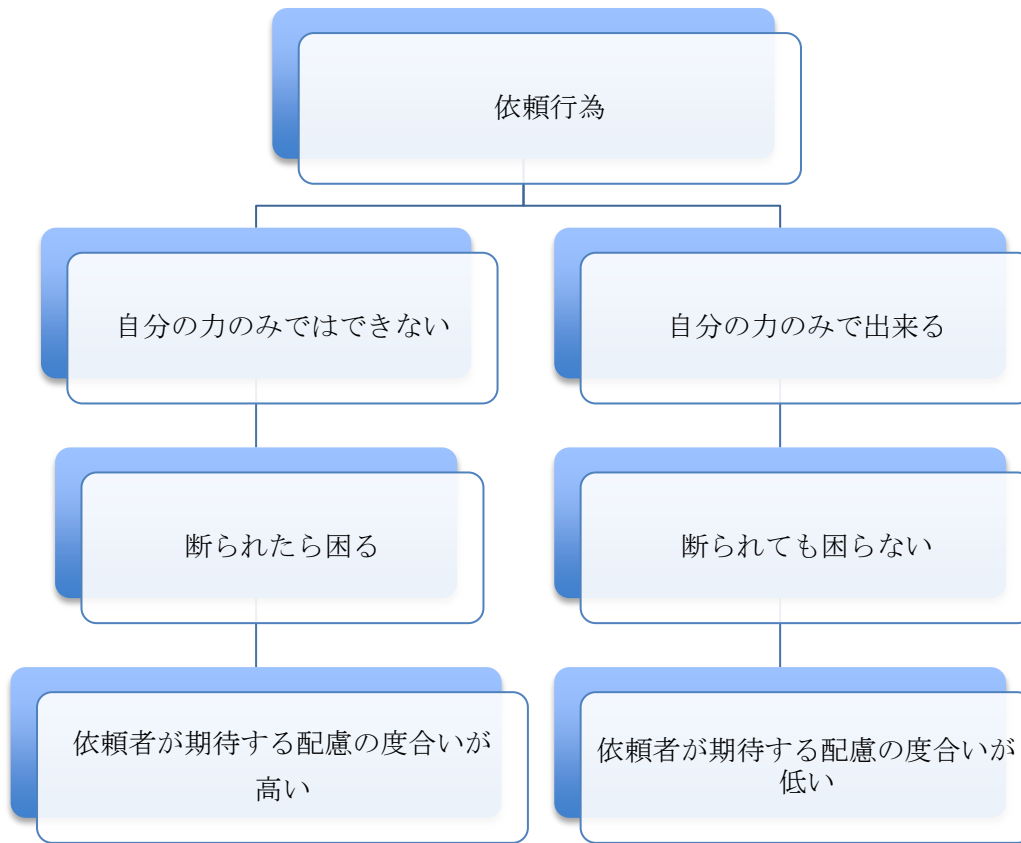 依頼行為
自分の力のみではできない
自分の力のみで出来る
断られたら困る
断られても困らない
依頼者が期待する配慮の度合いが
高い
依頼者が期待する配慮の度合いが
低い